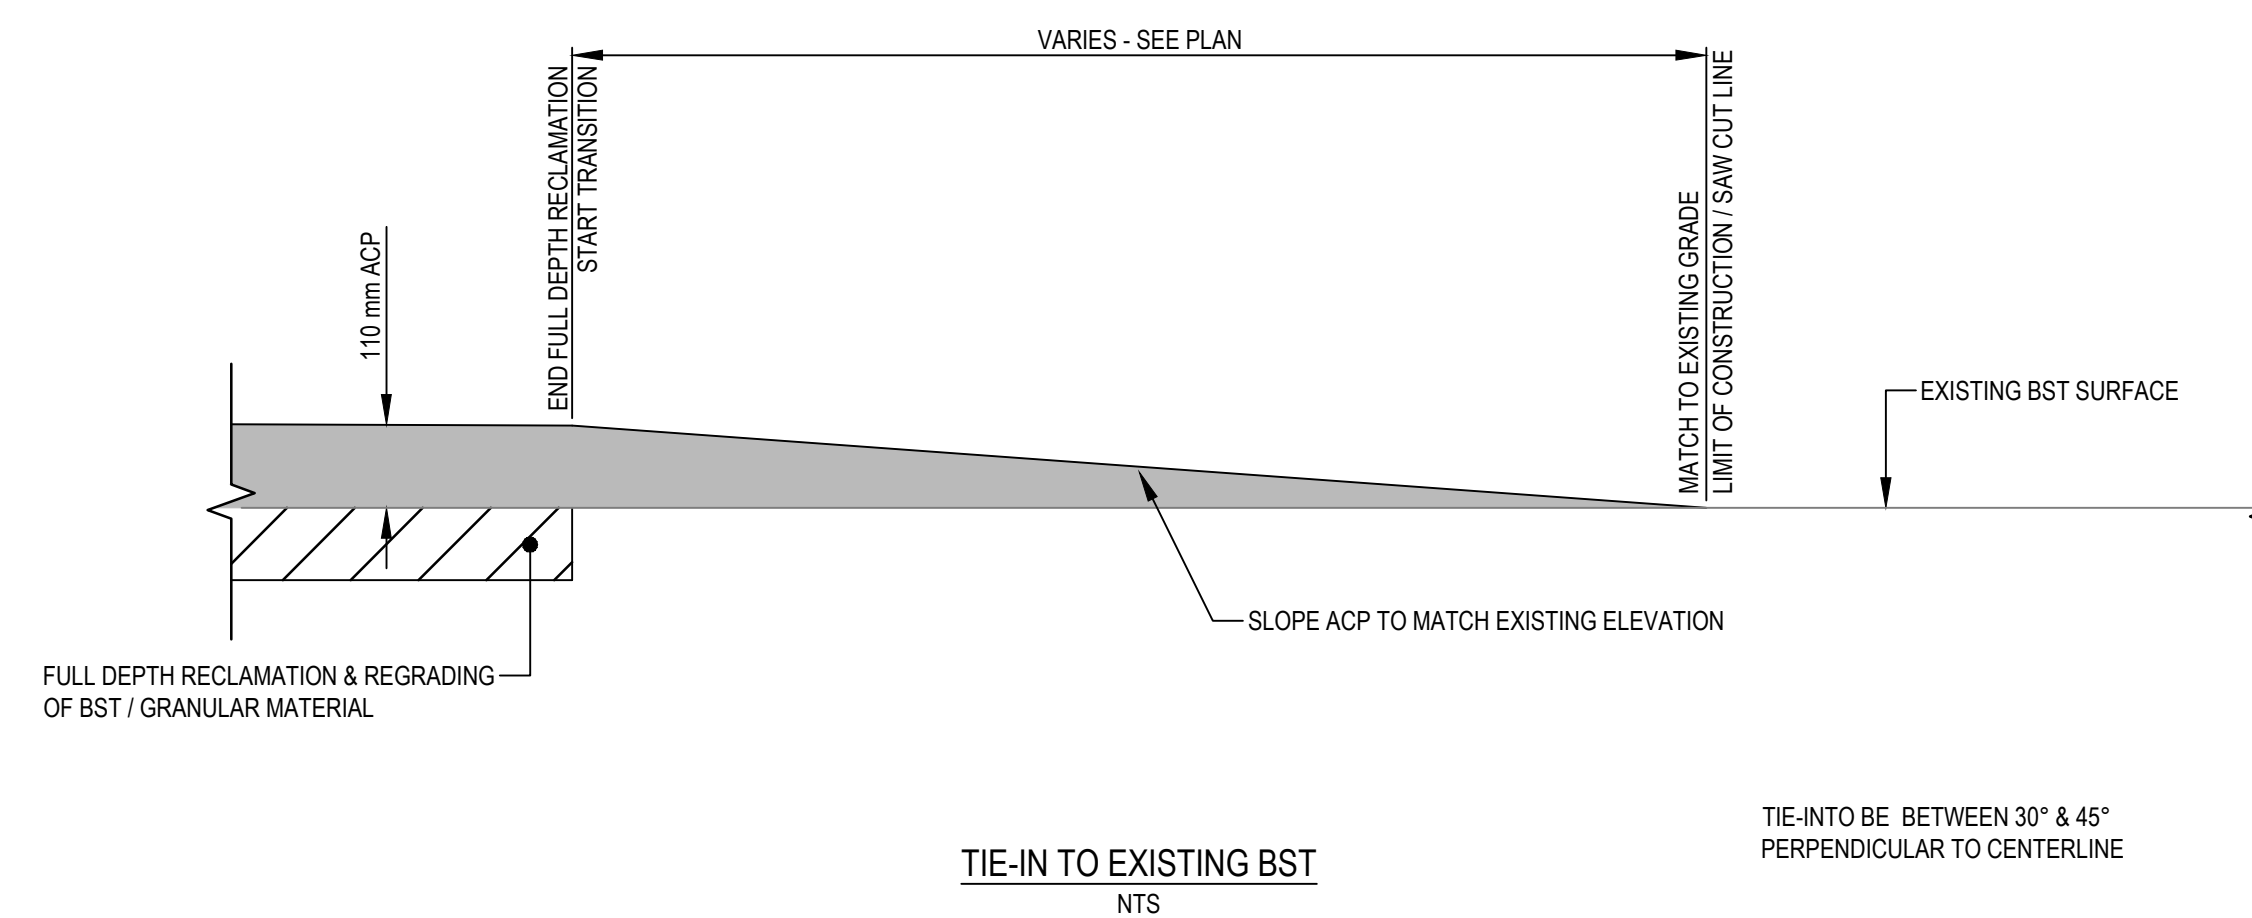 VARIES - SEE PLAN
END FULL DEPTH RECLAMATION
START TRANSITION
MATCH TO EXISTING GRADE
LIMIT OF CONSTRUCTION / SAW CUT LINE
110 mm ACP
EXISTING BST SURFACE
SLOPE ACP TO MATCH EXISTING ELEVATION
FULL DEPTH RECLAMATION & REGRADING
OF BST / GRANULAR MATERIAL
TIE-INTO BE BETWEEN 30° & 45°
PERPENDICULAR TO CENTERLINE
TIE-IN TO EXISTING BST
NTS